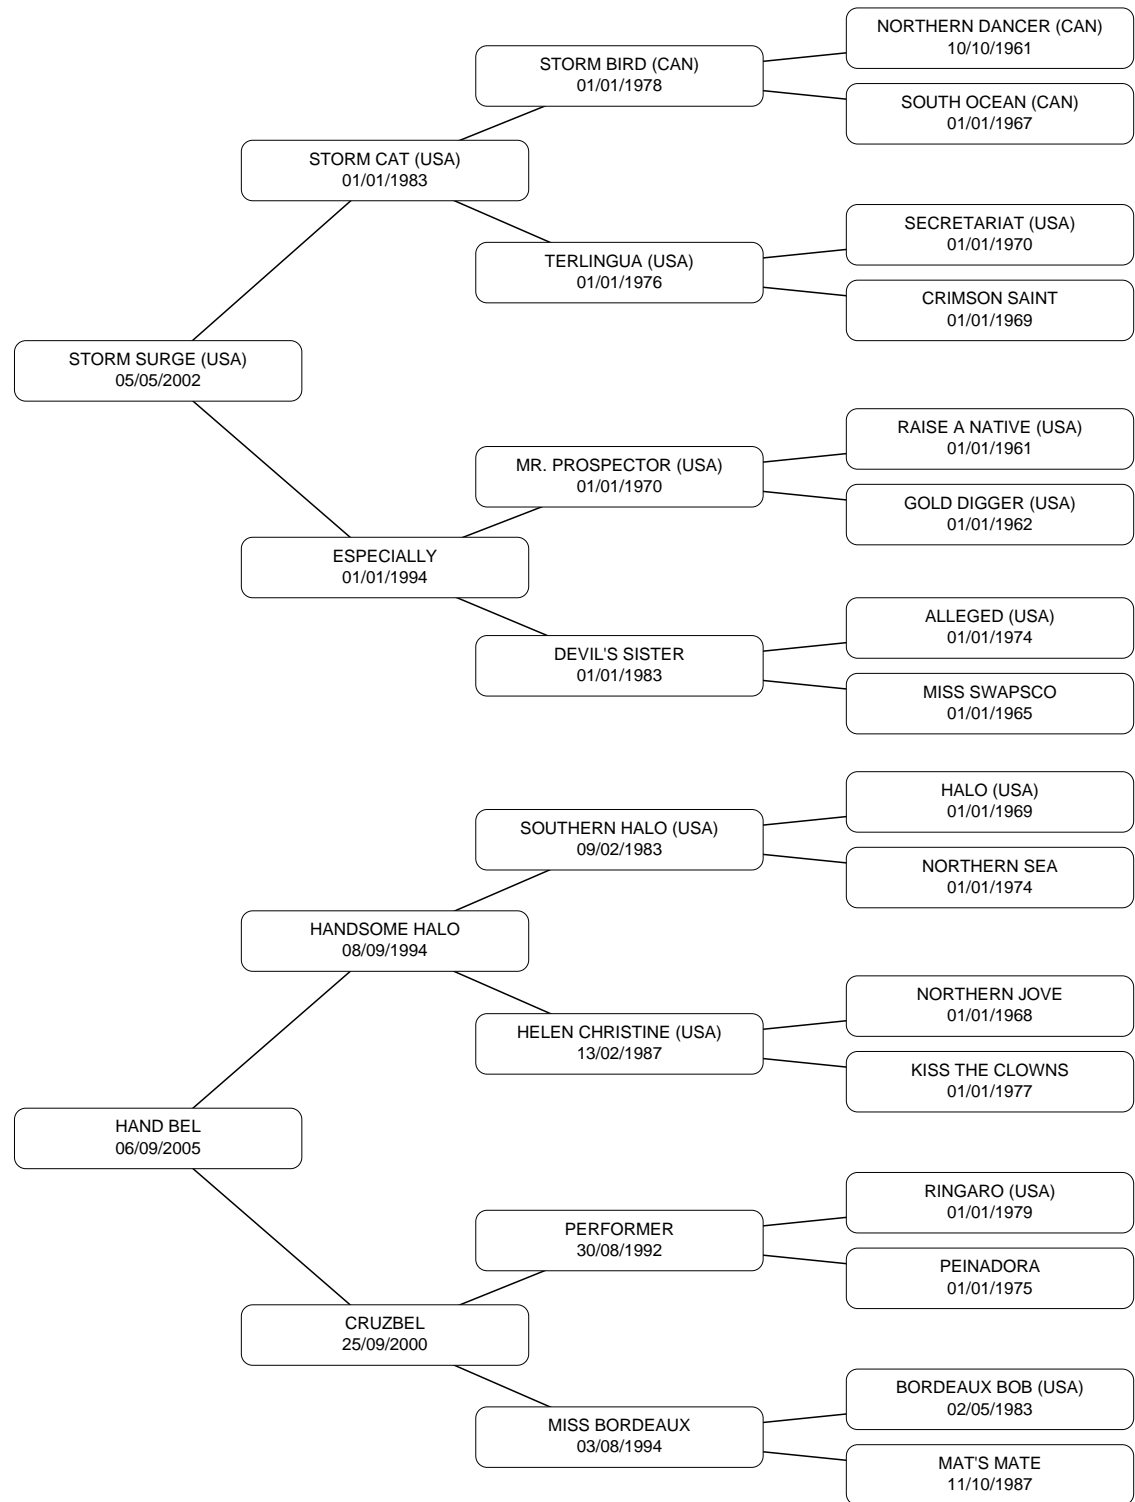 NORTHERN DANCER (CAN)
10/10/1961
STORM BIRD (CAN)
01/01/1978
SOUTH OCEAN (CAN)
01/01/1967
STORM CAT (USA)
01/01/1983
SECRETARIAT (USA)
01/01/1970
TERLINGUA (USA)
01/01/1976
CRIMSON SAINT
01/01/1969
STORM SURGE (USA)
05/05/2002
RAISE A NATIVE (USA)
01/01/1961
MR. PROSPECTOR (USA)
01/01/1970
GOLD DIGGER (USA)
01/01/1962
ESPECIALLY
01/01/1994
ALLEGED (USA)
01/01/1974
DEVIL'S SISTER
01/01/1983
MISS SWAPSCO
01/01/1965
HALO (USA)
01/01/1969
SOUTHERN HALO (USA)
09/02/1983
NORTHERN SEA
01/01/1974
HANDSOME HALO
08/09/1994
NORTHERN JOVE
01/01/1968
HELEN CHRISTINE (USA)
13/02/1987
KISS THE CLOWNS
01/01/1977
HAND BEL
06/09/2005
RINGARO (USA)
01/01/1979
PERFORMER
30/08/1992
PEINADORA
01/01/1975
CRUZBEL
25/09/2000
BORDEAUX BOB (USA)
02/05/1983
MISS BORDEAUX
03/08/1994
MAT'S MATE
11/10/1987